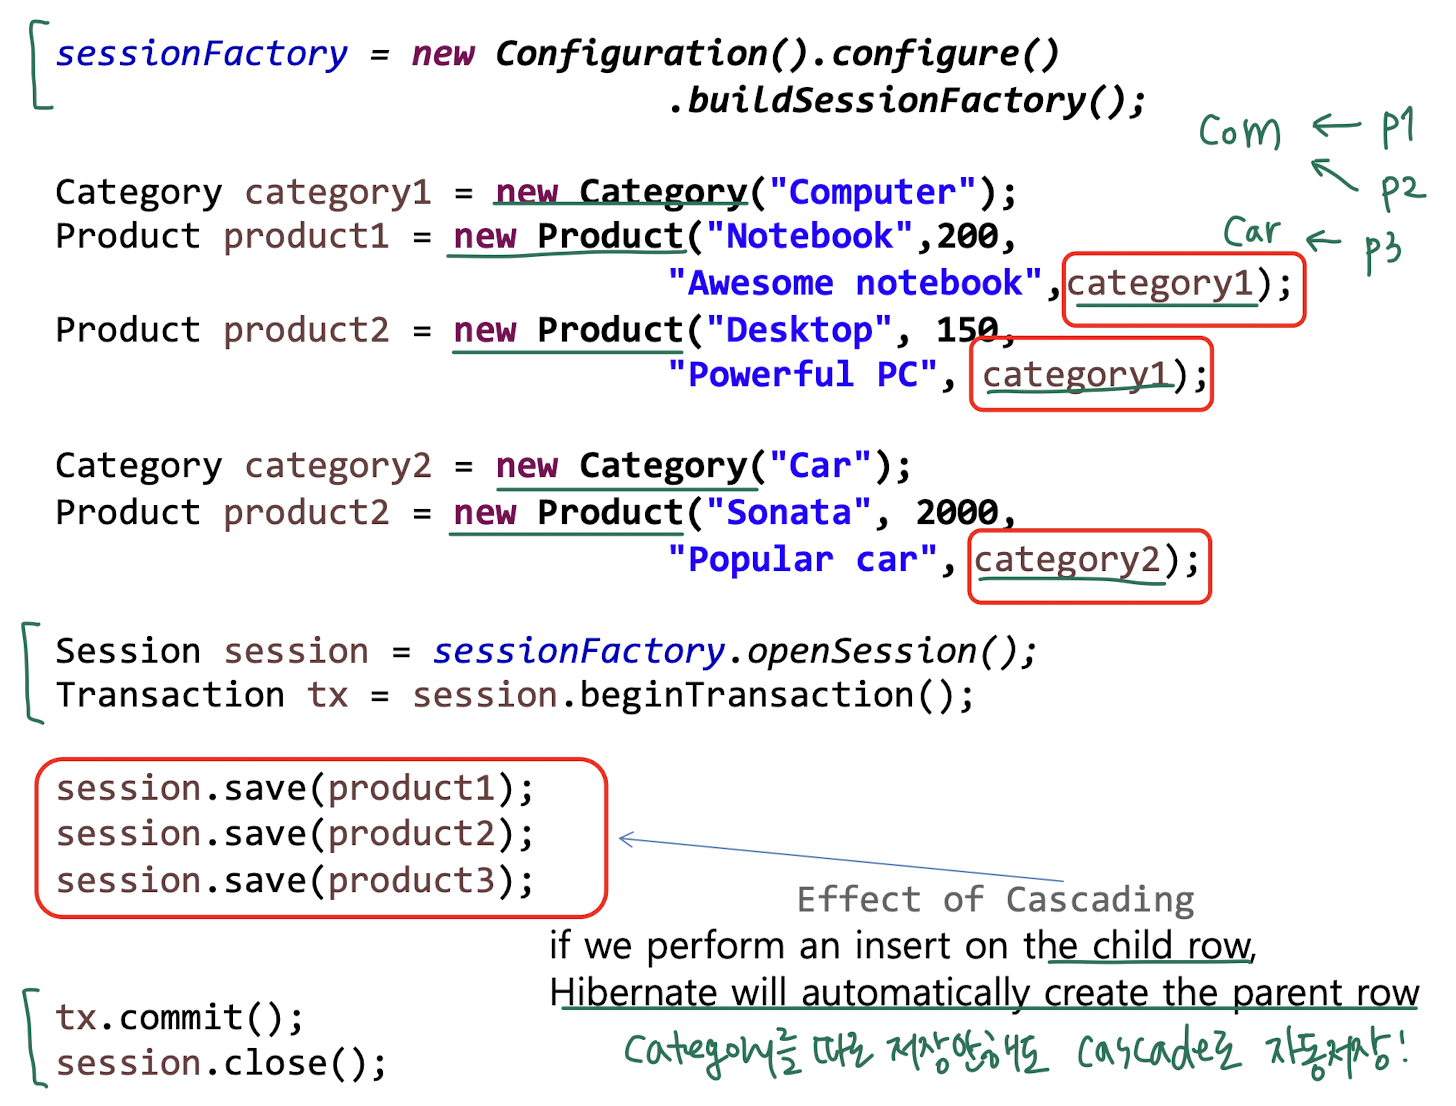 sessionFactory = new Configuration().configure()
.buildSessionFactory();
Com ← p1
p2
Category category1 = new Category("Computer");
Product product1 = new Product("Notebook",200,
Car ← p3
"Awesome notebook",category1);
Product product2 = new Product("Desktop", 150,
"Powerful PC", category1);
Category category2 = new Category("Car");
Product product2 = new Product("Sonata", 2000,
"Popular car", category2);
Session session = sessionFactory.openSession();
Transaction tx = session.beginTransaction();
session.save(product1);
session.save(product2);
session.save(product3);
Effect of Cascading
if we perform an insert on the child row,
Hibernate will automatically create the parent row
Category를 따로 저장안해도 Cascade로 자동저장!
tx.commit();
session.close();